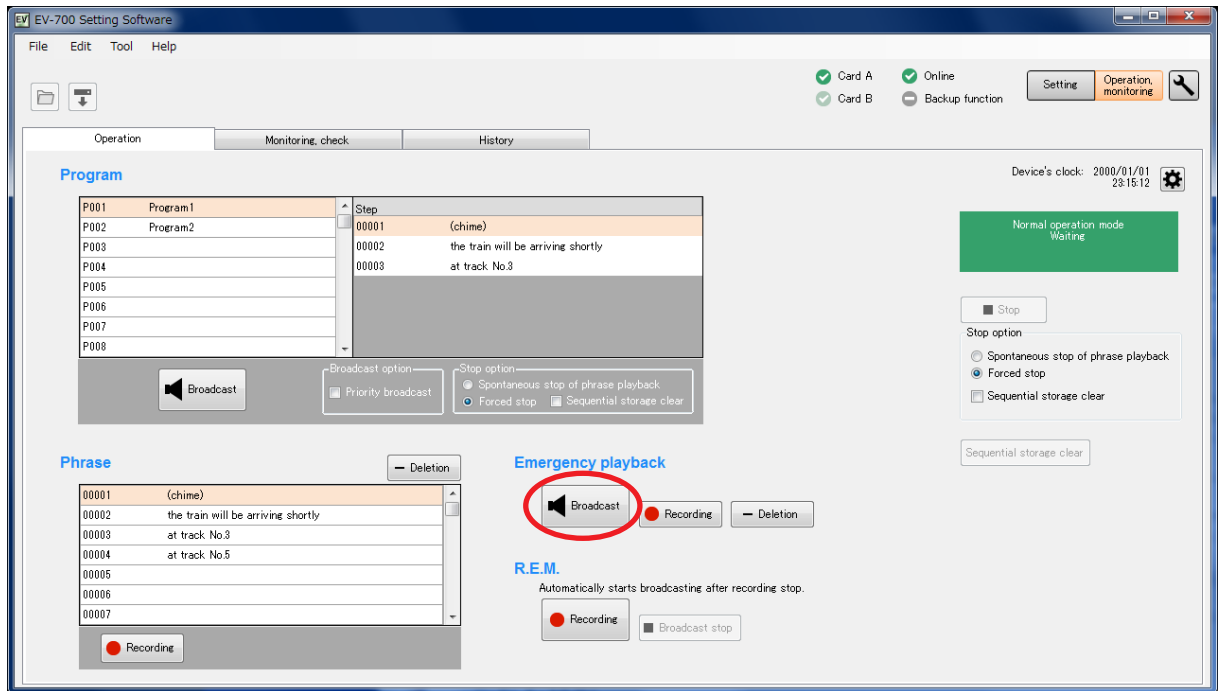 EV EV-700 Setting Software
File Edit Tool Help
Card A Online
Card B Backup function
Setting Operation, monitoring
Operation Monitoring, check History
Program
Device's clock: 2000/01/01
23:15:12
P001 Program1
P002 Program2
P003
P004
P005
P006
P007
P008
Step
00001 (chime)
00002 the train will be arriving shortly
00003 at track No.3
Normal operation mode
Waiting
Stop
Stop option
Spontaneous stop of phrase playback
Forced stop
Sequential storage clear
Sequential storage clear
Broadcast
Broadcast option
Priority broadcast
Stop option
Spontaneous stop of phrase playback
Forced stop Sequential storage clear
Phrase
Deletion
00001 (chime)
00002 the train will be arriving shortly
00003 at track No.3
00004 at track No.5
00005
00006
00007
Recording
Emergency playback
Broadcast Recording Deletion
R.E.M.
Automatically starts broadcasting after recording stop.
Recording Broadcast stop